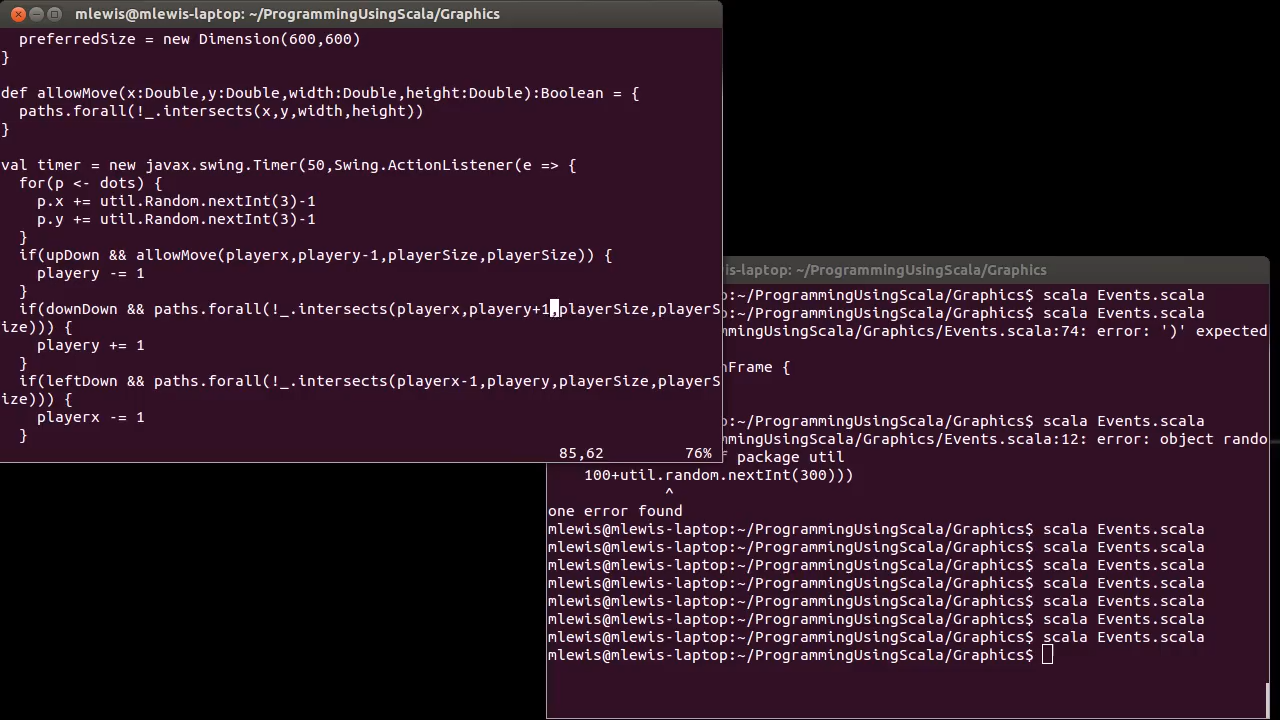 mlewis@mlewis-laptop: ~/ProgrammingUsingScala/Graphics
  preferredSize = new Dimension(600,600)
}
def allowMove(x:Double,y:Double,width:Double,height:Double):Boolean = {
  paths.forall(!_.intersects(x,y,width,height))
}
val timer = new javax.swing.Timer(50,Swing.ActionListener(e => {
  for(p <- dots) {
    p.x += util.Random.nextInt(3)-1
    p.y += util.Random.nextInt(3)-1
  }
  if(upDown && allowMove(playerx,playery-1,playerSize,playerSize)) {
    playery -= 1
  }
  if(downDown && paths.forall(!_.intersects(playerx,playery+1,playerSize,playerS
ize))) {
    playery += 1
  }
  if(leftDown && paths.forall(!_.intersects(playerx-1,playery,playerSize,playerS
ize))) {
    playerx -= 1
  }
85,62 76%
is-laptop: ~/ProgrammingUsingScala/Graphics
p:~/ProgrammingUsingScala/Graphics$ scala Events.scala
p:~/ProgrammingUsingScala/Graphics$ scala Events.scala
mmingUsingScala/Graphics/Events.scala:74: error: ')' expected
nFrame {
p:~/ProgrammingUsingScala/Graphics$ scala Events.scala
mmingUsingScala/Graphics/Events.scala:12: error: object rando
f package util
    100+util.random.nextInt(300)))
             ^
one error found
mlewis@mlewis-laptop:~/ProgrammingUsingScala/Graphics$ scala Events.scala
mlewis@mlewis-laptop:~/ProgrammingUsingScala/Graphics$ scala Events.scala
mlewis@mlewis-laptop:~/ProgrammingUsingScala/Graphics$ scala Events.scala
mlewis@mlewis-laptop:~/ProgrammingUsingScala/Graphics$ scala Events.scala
mlewis@mlewis-laptop:~/ProgrammingUsingScala/Graphics$ scala Events.scala
mlewis@mlewis-laptop:~/ProgrammingUsingScala/Graphics$ scala Events.scala
mlewis@mlewis-laptop:~/ProgrammingUsingScala/Graphics$ scala Events.scala
mlewis@mlewis-laptop:~/ProgrammingUsingScala/Graphics$